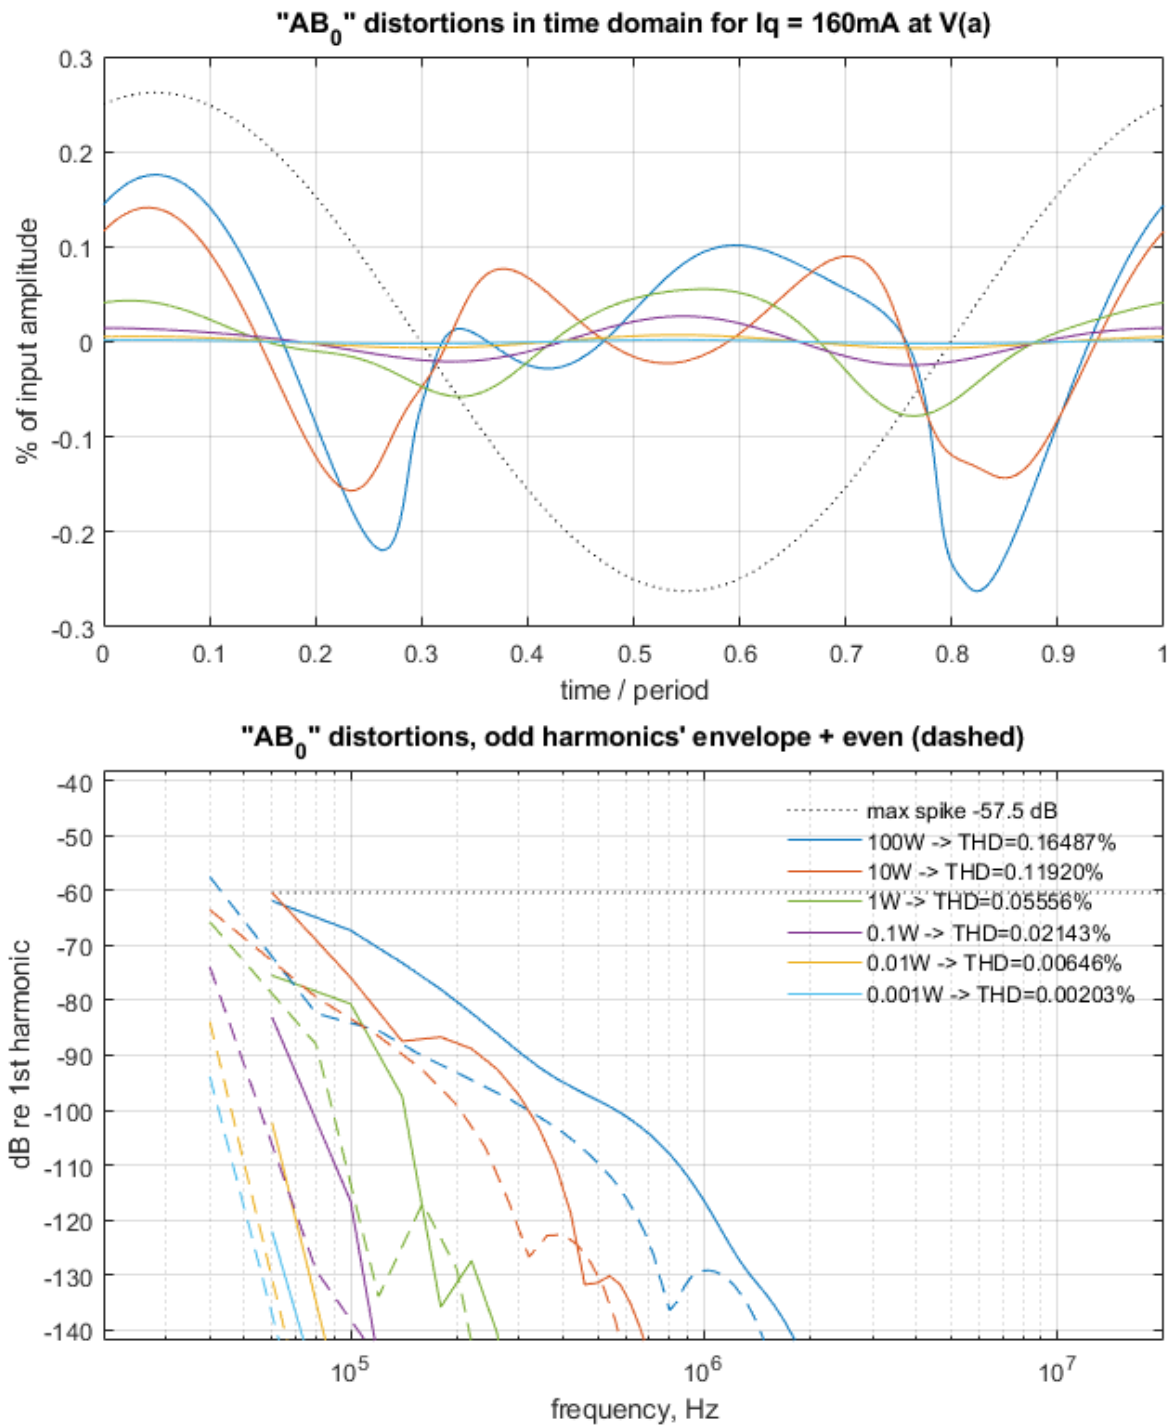 "AB0" distortions in time domain for Iq = 160mA at V(a)
0.3
0.2
0.1
0
-0.1
-0.2
-0.3
% of input amplitude
0 0.1 0.2 0.3 0.4 0.5 0.6 0.7 0.8 0.9 1
time / period
"AB0" distortions, odd harmonics' envelope + even (dashed)
-40
-50
-60
-70
-80
-90
-100
-110
-120
-130
-140
dB re 1st harmonic
max spike -57.5 dB
100W -> THD=0.16487%
10W -> THD=0.11920%
1W -> THD=0.05556%
0.1W -> THD=0.02143%
0.01W -> THD=0.00646%
0.001W -> THD=0.00203%
10^5 10^6 10^7
frequency, Hz